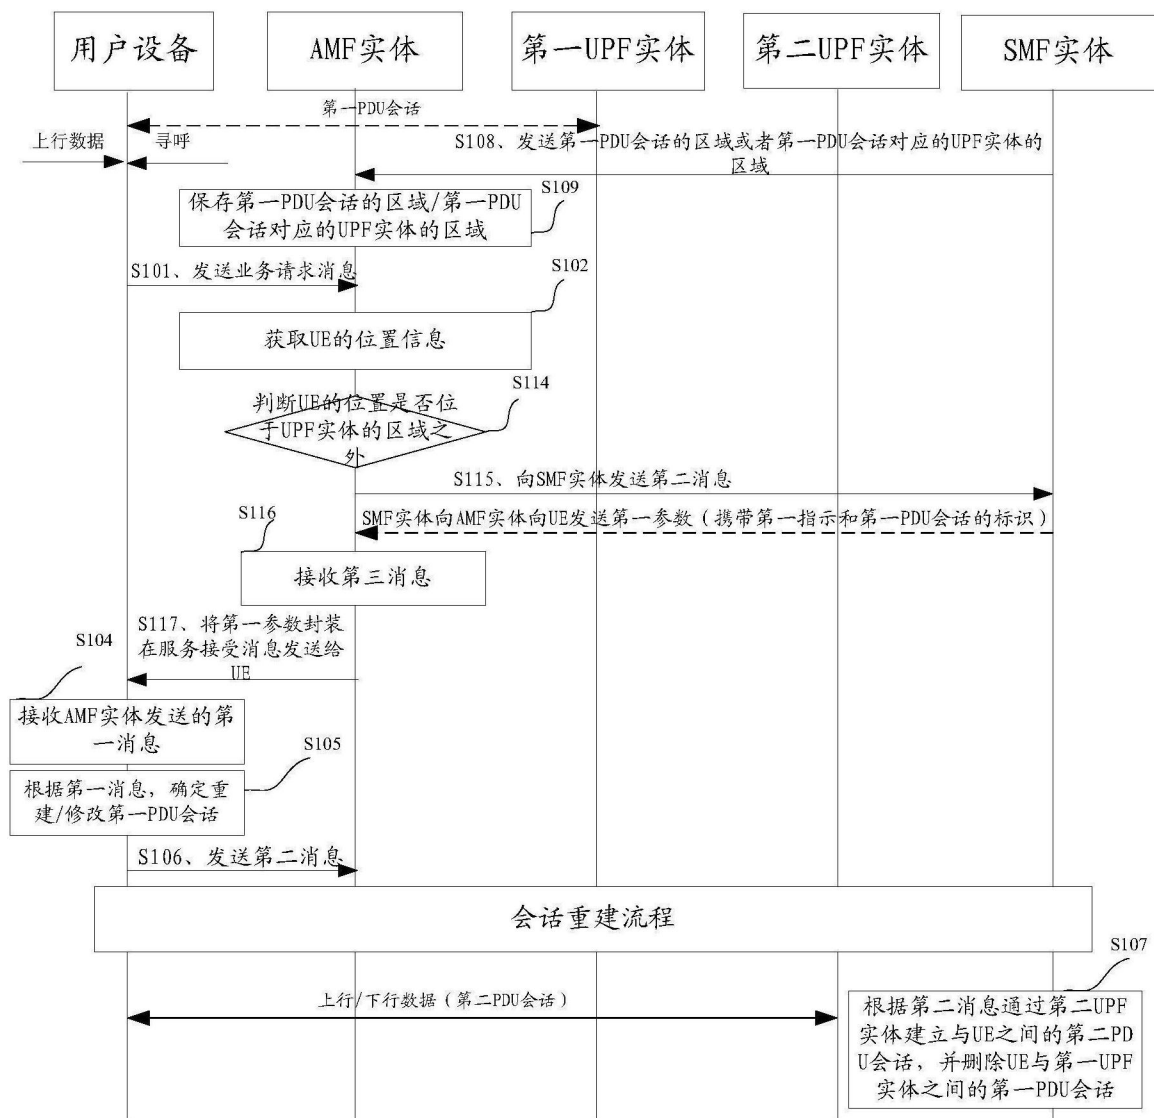 用户设备
AMF实体
第一UPF实体
第二UPF实体
SMF实体
第一PDU会话
上行数据
寻呼
S108、发送第一PDU会话的区域或者第一PDU会话对应的UPF实体的
区域
S109
保存第一PDU会话的区域/第一PDU
会话对应的UPF实体的区域
S101、发送业务请求消息
S102
获取UE的位置信息
S114
判断UE的位置是否位
于UPF实体的区域之
外
S115、向SMF实体发送第二消息
SMF实体向AMF实体向UE发送第一参数(携带第一指示和第一PDU会话的标识)
S116
接收第三消息
S117、将第一参数封装
在服务接受消息发送给
UE
S104
接收AMF实体发送的第
一消息
S105
根据第一消息，确定重
建/修改第一PDU会话
S106、发送第二消息
会话重建流程
S107
上行/下行数据(第二PDU会话)
根据第二消息通过第二UPF
实体建立与UE之间的第二PD
U会话，并删除UE与第一UPF
实体之间的第一PDU会话